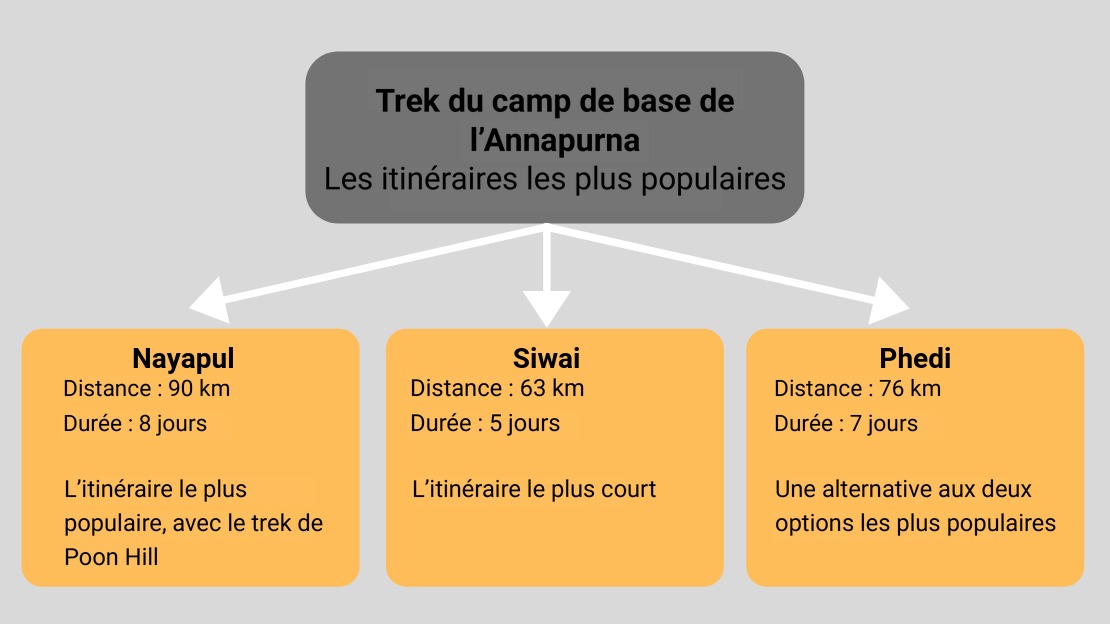 Trek du camp de base de
l’Annapurna
Les itinéraires les plus populaires
Nayapul
Distance : 90 km
Durée : 8 jours
L’itinéraire le plus
populaire, avec le trek de
Poon Hill
Siwai
Distance : 63 km
Durée : 5 jours
L’itinéraire le plus court
Phedi
Distance : 76 km
Durée : 7 jours
Une alternative aux deux
options les plus populaires